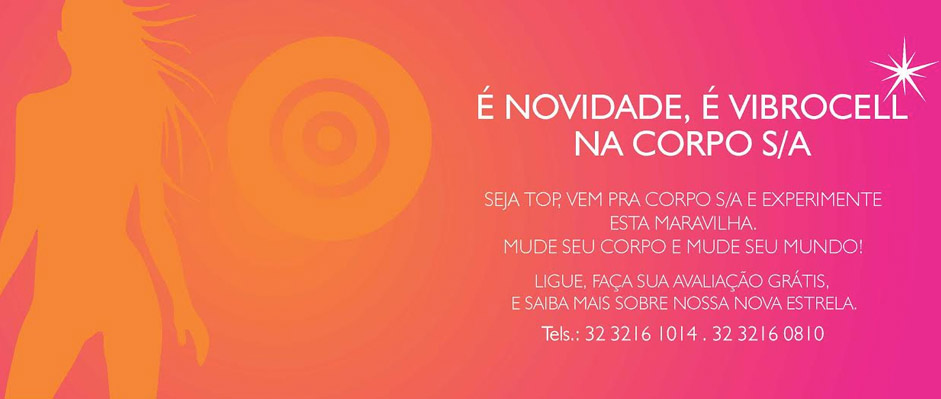 É NOVIDADE, É VIBROCELL
NA CORPO S/A
SEJA TOP, VEM PRA CORPO S/A E EXPERIMENTE
ESTA MARAVILHA.
MUDE SEU CORPO E MUDE SEU MUNDO!
LIGUE, FAÇA SUA AVALIAÇÃO GRÁTIS,
E SAIBA MAIS SOBRE NOSSA NOVA ESTRELA.
Tels.: 32 3216 1014 . 32 3216 0810